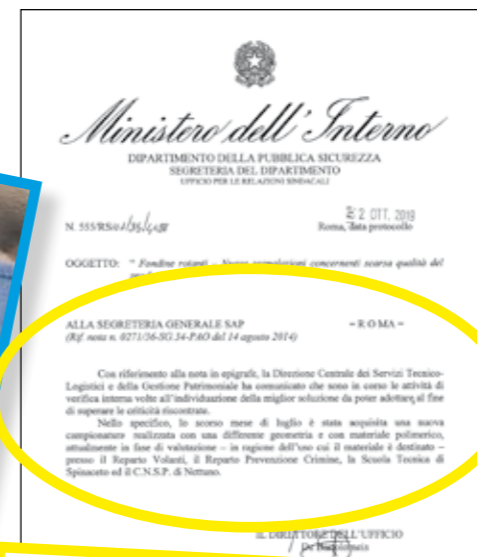 Ministero dell'Interno
DIPARTIMENTO DELLA PUBBLICA SICUREZZA
SEGRETERIA DEL DIPARTIMENTO
UFFICIO PER LE RELAZIONI SINDACALI
N. 555/RS
2 2 OTT. 2019
Roma, data protocollo
OGGETTO: " Fondine rotanti – Nuove segnalazioni concernenti scarsa qualità del
ALLA SEGRETERIA GENERALE SAP – R O M A –
(Rif. nota n. 0271/36-SG.34-PAO del 14 agosto 2014)
Con riferimento alla nota in epigrafe, la Direzione Centrale dei Servizi Tecnico-
Logistici e della Gestione Patrimoniale ha comunicato che sono in corso le attività di
verifica interna volte all'individuazione della miglior soluzione da poter adottare, al fine
di superare le criticità riscontrate.
Nello specifico, lo scorso mese di luglio è stata acquisita una nuova
campionatura realizzata con una differente geometria e con materiale polimerico,
attualmente in fase di valutazione – in ragione dell'uso cui il materiale è destinato –
presso il Reparto Volanti, il Reparto Prevenzione Crimine, la Scuola Tecnica di
Spinaceto ed il C.N.S.P. di Nettuno.
IL DIRETTORE DELL'UFFICIO